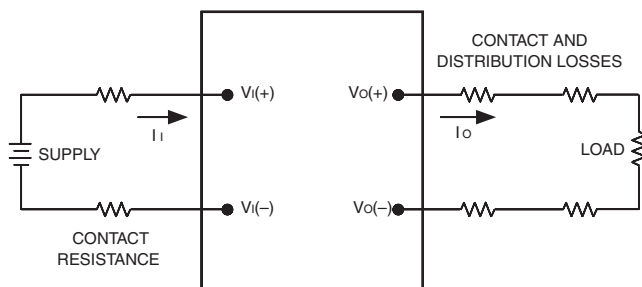 CONTACT AND
DISTRIBUTION LOSSES
VI(+)
VO(+)
II
IO
SUPPLY
LOAD
VI(–)
VO(–)
CONTACT
RESISTANCE